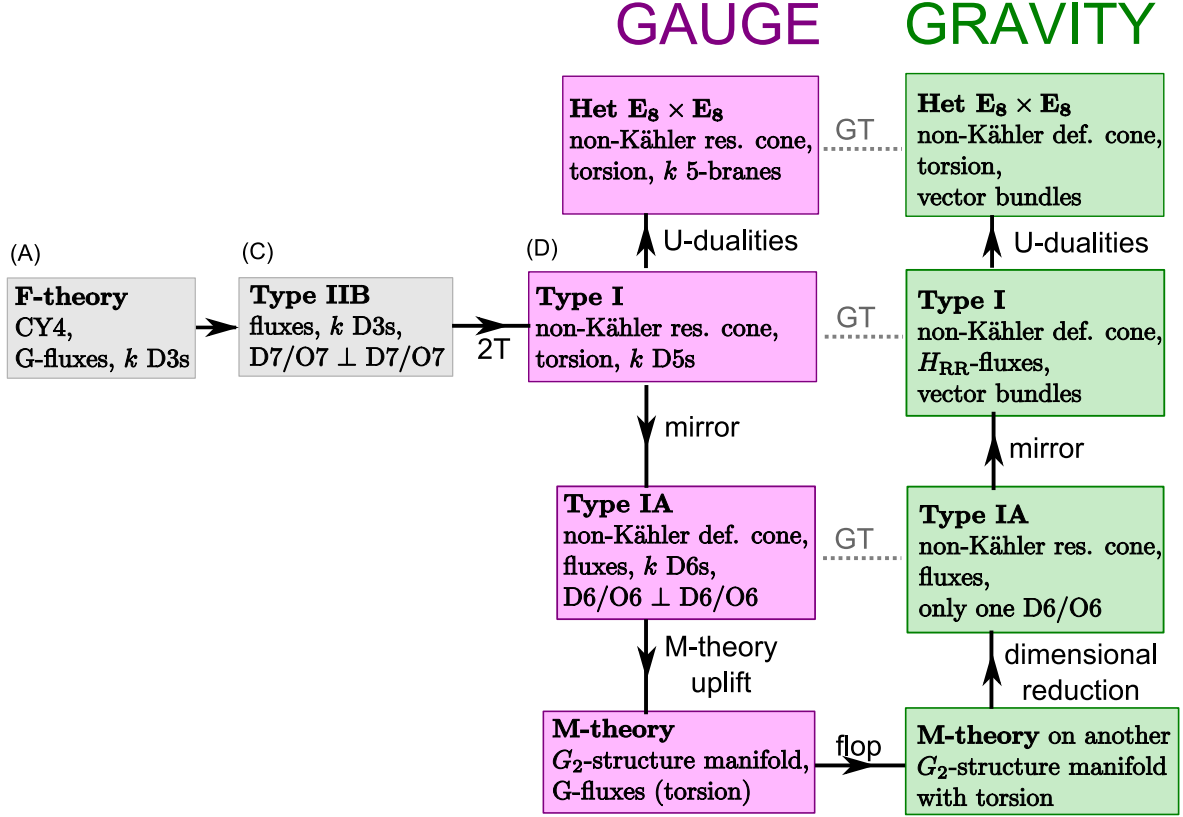 GAUGE
GRAVITY
Het E₈ × E₈
non-Kähler res. cone,
torsion, k 5-branes
GT
Het E₈ × E₈
non-Kähler def. cone,
torsion,
vector bundles
U-dualities
U-dualities
(A)
(C)
(D)
F-theory
CY4,
G-fluxes, k D3s
Type IIB
fluxes, k D3s,
D7/O7 ⊥ D7/O7
2T
Type I
non-Kähler res. cone,
torsion, k D5s
GT
Type I
non-Kähler def. cone,
H_RR-fluxes,
vector bundles
mirror
mirror
Type IA
non-Kähler def. cone,
fluxes, k D6s,
D6/O6 ⊥ D6/O6
GT
Type IA
non-Kähler res. cone,
fluxes,
only one D6/O6
M-theory
uplift
dimensional
reduction
M-theory
G₂-structure manifold,
G-fluxes (torsion)
flop
M-theory on another
G₂-structure manifold
with torsion